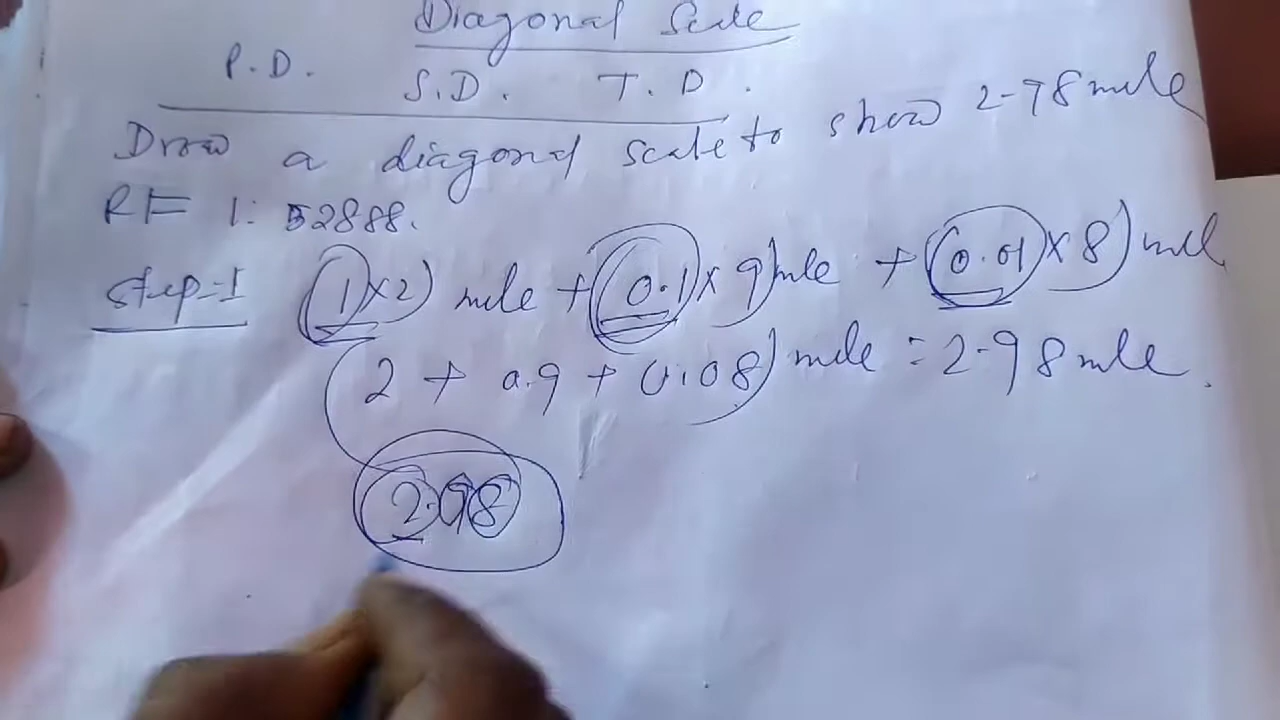 Diagonal Scale
P.D. S.D. T.D.
Draw a diagonal scale to show 2.98 mile
RF 1: 52888.
Step=1 (1×2) mile + (0.1×9) mile + (0.01×8) mile
2 + 0.9 + 0.08) mile = 2.98 mile.
2.98